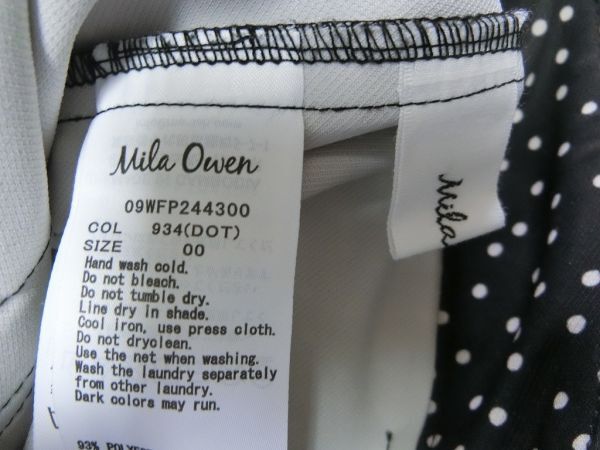 Mila Owen
09WFP244300
COL 934(DOT)
SIZE 00
Hand wash cold.
Do not bleach.
Do not tumble dry.
Line dry in shade.
Cool iron, use press cloth.
Do not dryclean.
Use the net when washing.
Wash the laundry separately
from other laundry.
Dark colors may run.
93%
Mila